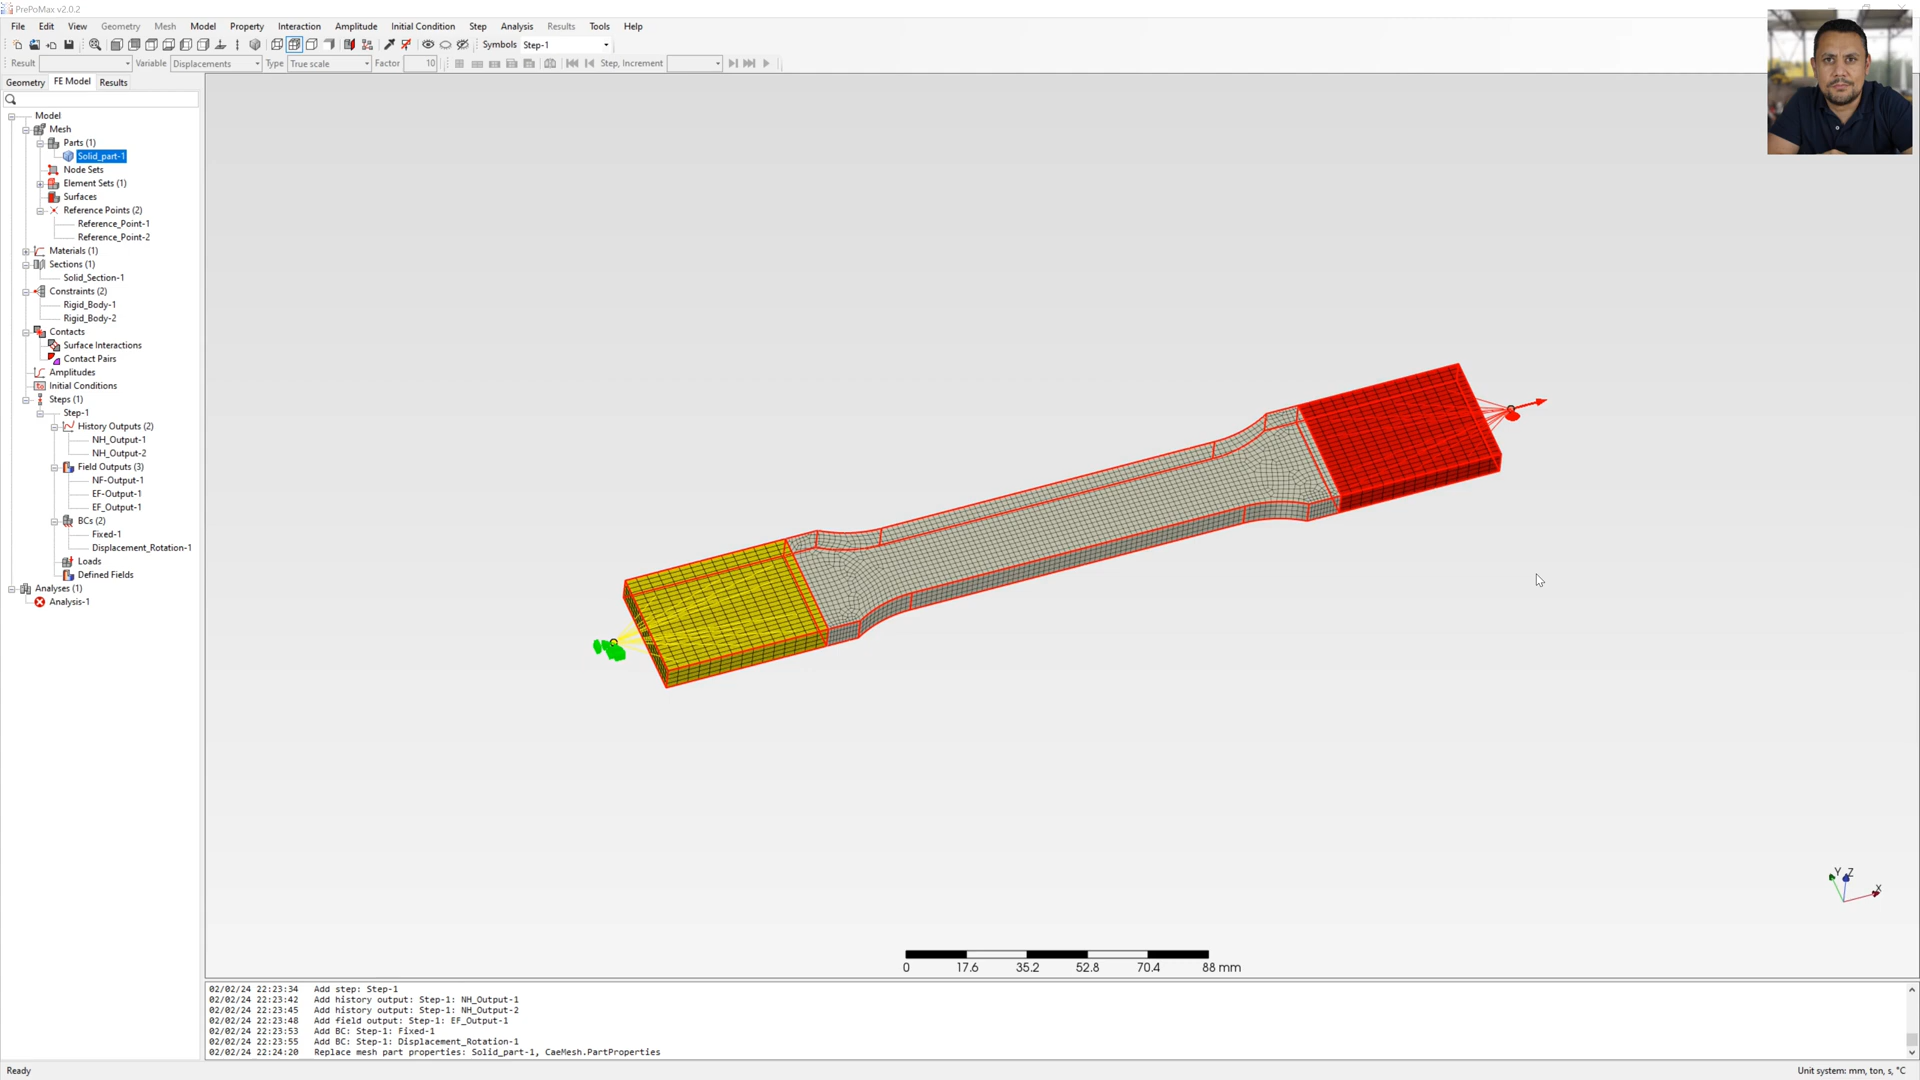 PrePoMax v2.0.2
File Edit View Geometry Mesh Model Property Interaction Amplitude Initial Condition Step Analysis Results Tools Help
Symbols Step-1
Result Variable Displacements Type True scale Factor 10 Step, Increment
Geometry FE Model Results
Model
Mesh
Parts (1)
Solid_part-1
Node Sets
Element Sets (1)
Surfaces
Reference Points (2)
Reference_Point-1
Reference_Point-2
Materials (1)
Sections (1)
Solid_Section-1
Constraints (2)
Rigid_Body-1
Rigid_Body-2
Contacts
Surface Interactions
Contact Pairs
Amplitudes
Initial Conditions
Steps (1)
Step-1
History Outputs (2)
NH_Output-1
NH_Output-2
Field Outputs (3)
NF-Output-1
EF-Output-1
EF_Output-1
BCs (2)
Fixed-1
Displacement_Rotation-1
Loads
Defined Fields
Analyses (1)
Analysis-1
Y Z X
0 17.6 35.2 52.8 70.4 88 mm
02/02/24 22:23:34 Add step: Step-1
02/02/24 22:23:42 Add history output: Step-1: NH_Output-1
02/02/24 22:23:45 Add history output: Step-1: NH_Output-2
02/02/24 22:23:48 Add field output: Step-1: EF_Output-1
02/02/24 22:23:53 Add BC: Step-1: Fixed-1
02/02/24 22:23:55 Add BC: Step-1: Displacement_Rotation-1
02/02/24 22:24:20 Replace mesh part properties: Solid_part-1, CaeMesh.PartProperties
Ready Unit system: mm, ton, s, °C